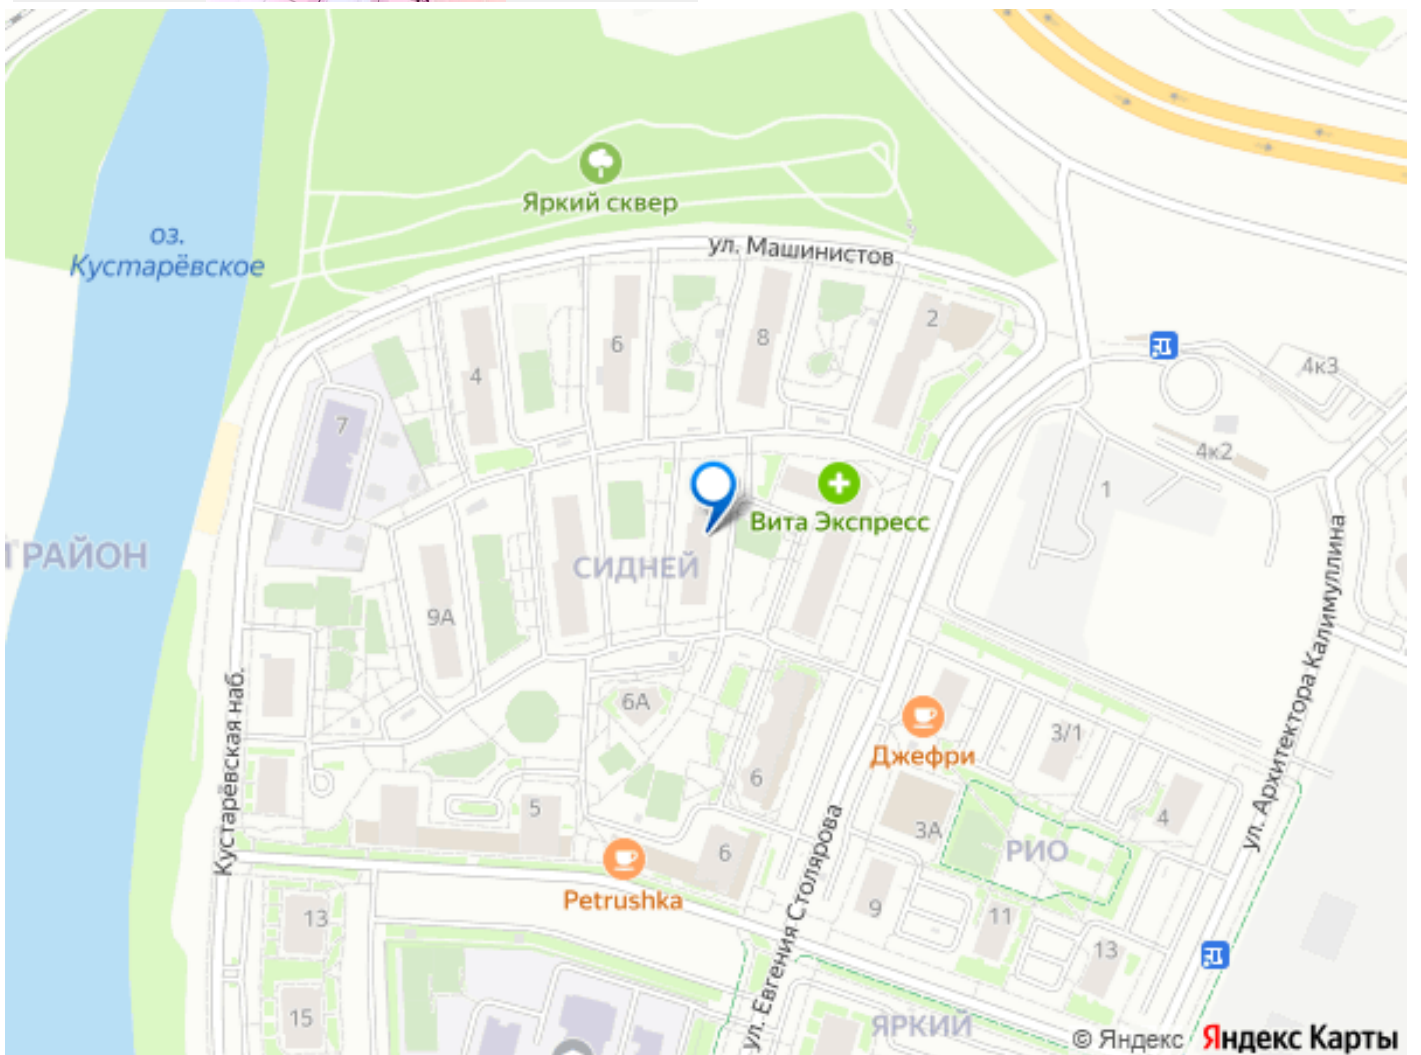 Яркий сквер
оз.
Кустарёвское
ул. Машинистов
2
6
8
4
4к3
7
4к2
1
Вита Экспресс
РАЙОН
СИДНЕЙ
9А
ул. Архитектора Калимуллина
6А
Кустарёвская наб.
Джефри
3/1
6
5
4
3А
ул. Евгения Столярова
РИО
6
Petrushka
9
13
11
13
15
ЯРКИЙ
© Яндекс Яндекс Карты